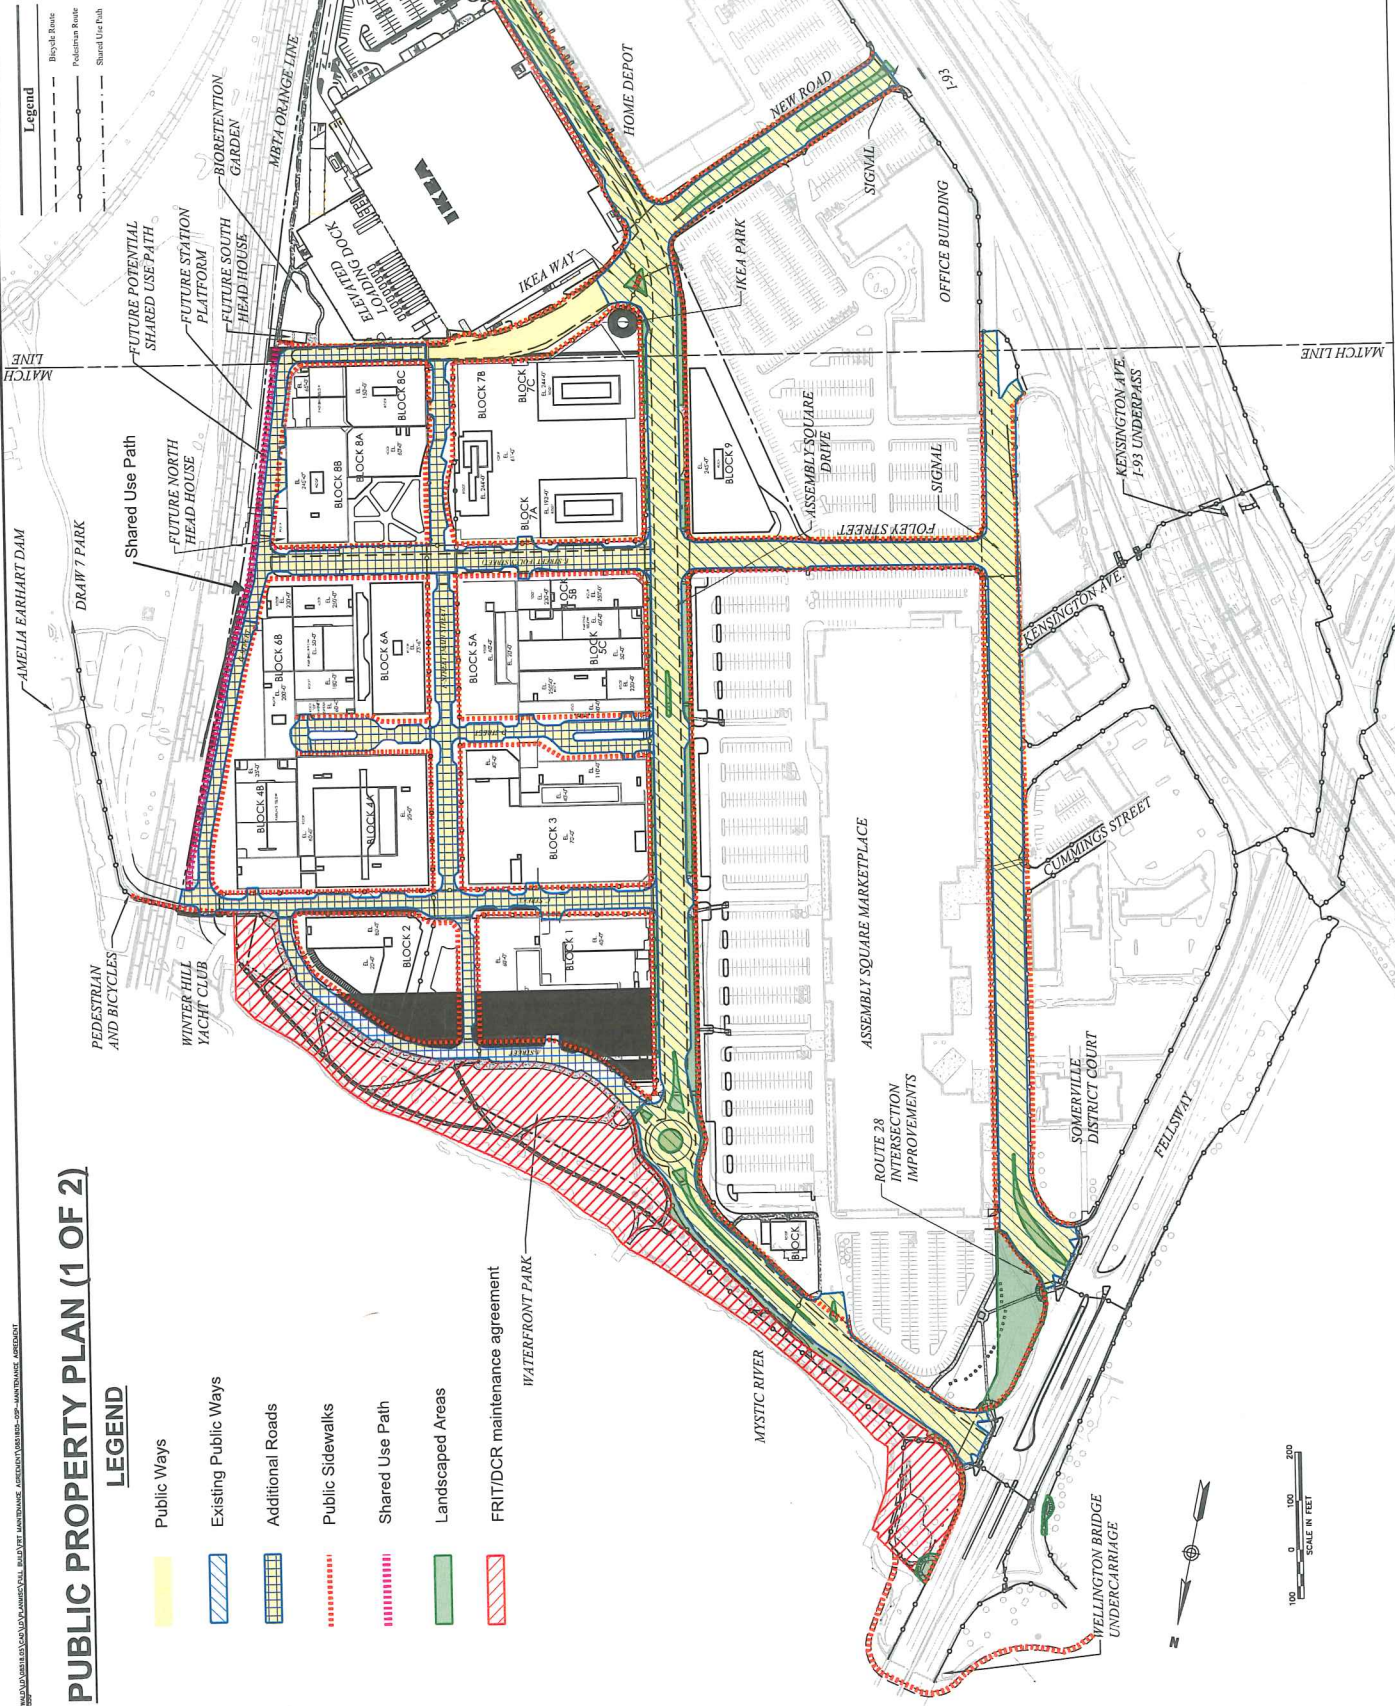 PUBLIC PROPERTY PLAN (1 OF 2)
LEGEND
Public Ways
Existing Public Ways
Additional Roads
Public Sidewalks
Shared Use Path
Landscaped Areas
FRIT/DCR maintenance agreement
Legend
Bicycle Route
Pedestrian Route
Shared Use Path
AMELIA EARHART DAM
DRAW 7 PARK
MATCH
LINE
Shared Use Path
FUTURE NORTH
HEAD HOUSE
FUTURE POTENTIAL
SHARED USE PATH
FUTURE STATION
PLATFORM
FUTURE SOUTH
HEAD HOUSE
BIORETENTION
GARDEN
MBTA ORANGE LINE
ELEVATED DOCK
LOADING DOCK
IKEA
IKEA WAY
HOME DEPOT
NEW ROAD
I-93
SIGNAL
OFFICE BUILDING
IKEA PARK
PEDESTRIAN
AND BICYCLES
WINTER HILL
YACHT CLUB
BLOCK 4B
BLOCK 4A
BLOCK 6B
BLOCK 6A
BLOCK 8B
BLOCK 8A
BLOCK 8C
BLOCK 2
BLOCK 1
BLOCK 3
BLOCK 5A
BLOCK
5B
BLOCK
5C
BLOCK
7A
BLOCK 7B
BLOCK
7C
BLOCK 9
BLOCK
D STREET
ASSEMBLY SQUARE
DRIVE
FOLEY STREET
SIGNAL
MATCH LINE
KENSINGTON AVE.
I-93 UNDERPASS
KENSINGTON AVE.
CUMMINGS STREET
ASSEMBLY SQUARE MARKETPLACE
WATERFRONT PARK
MYSTIC RIVER
ROUTE 28
INTERSECTION
IMPROVEMENTS
SOMERVILLE
DISTRICT COURT
FELLSWAY
WELLINGTON BRIDGE
UNDERCARRIAGE
N
100 0 100 200
SCALE IN FEET